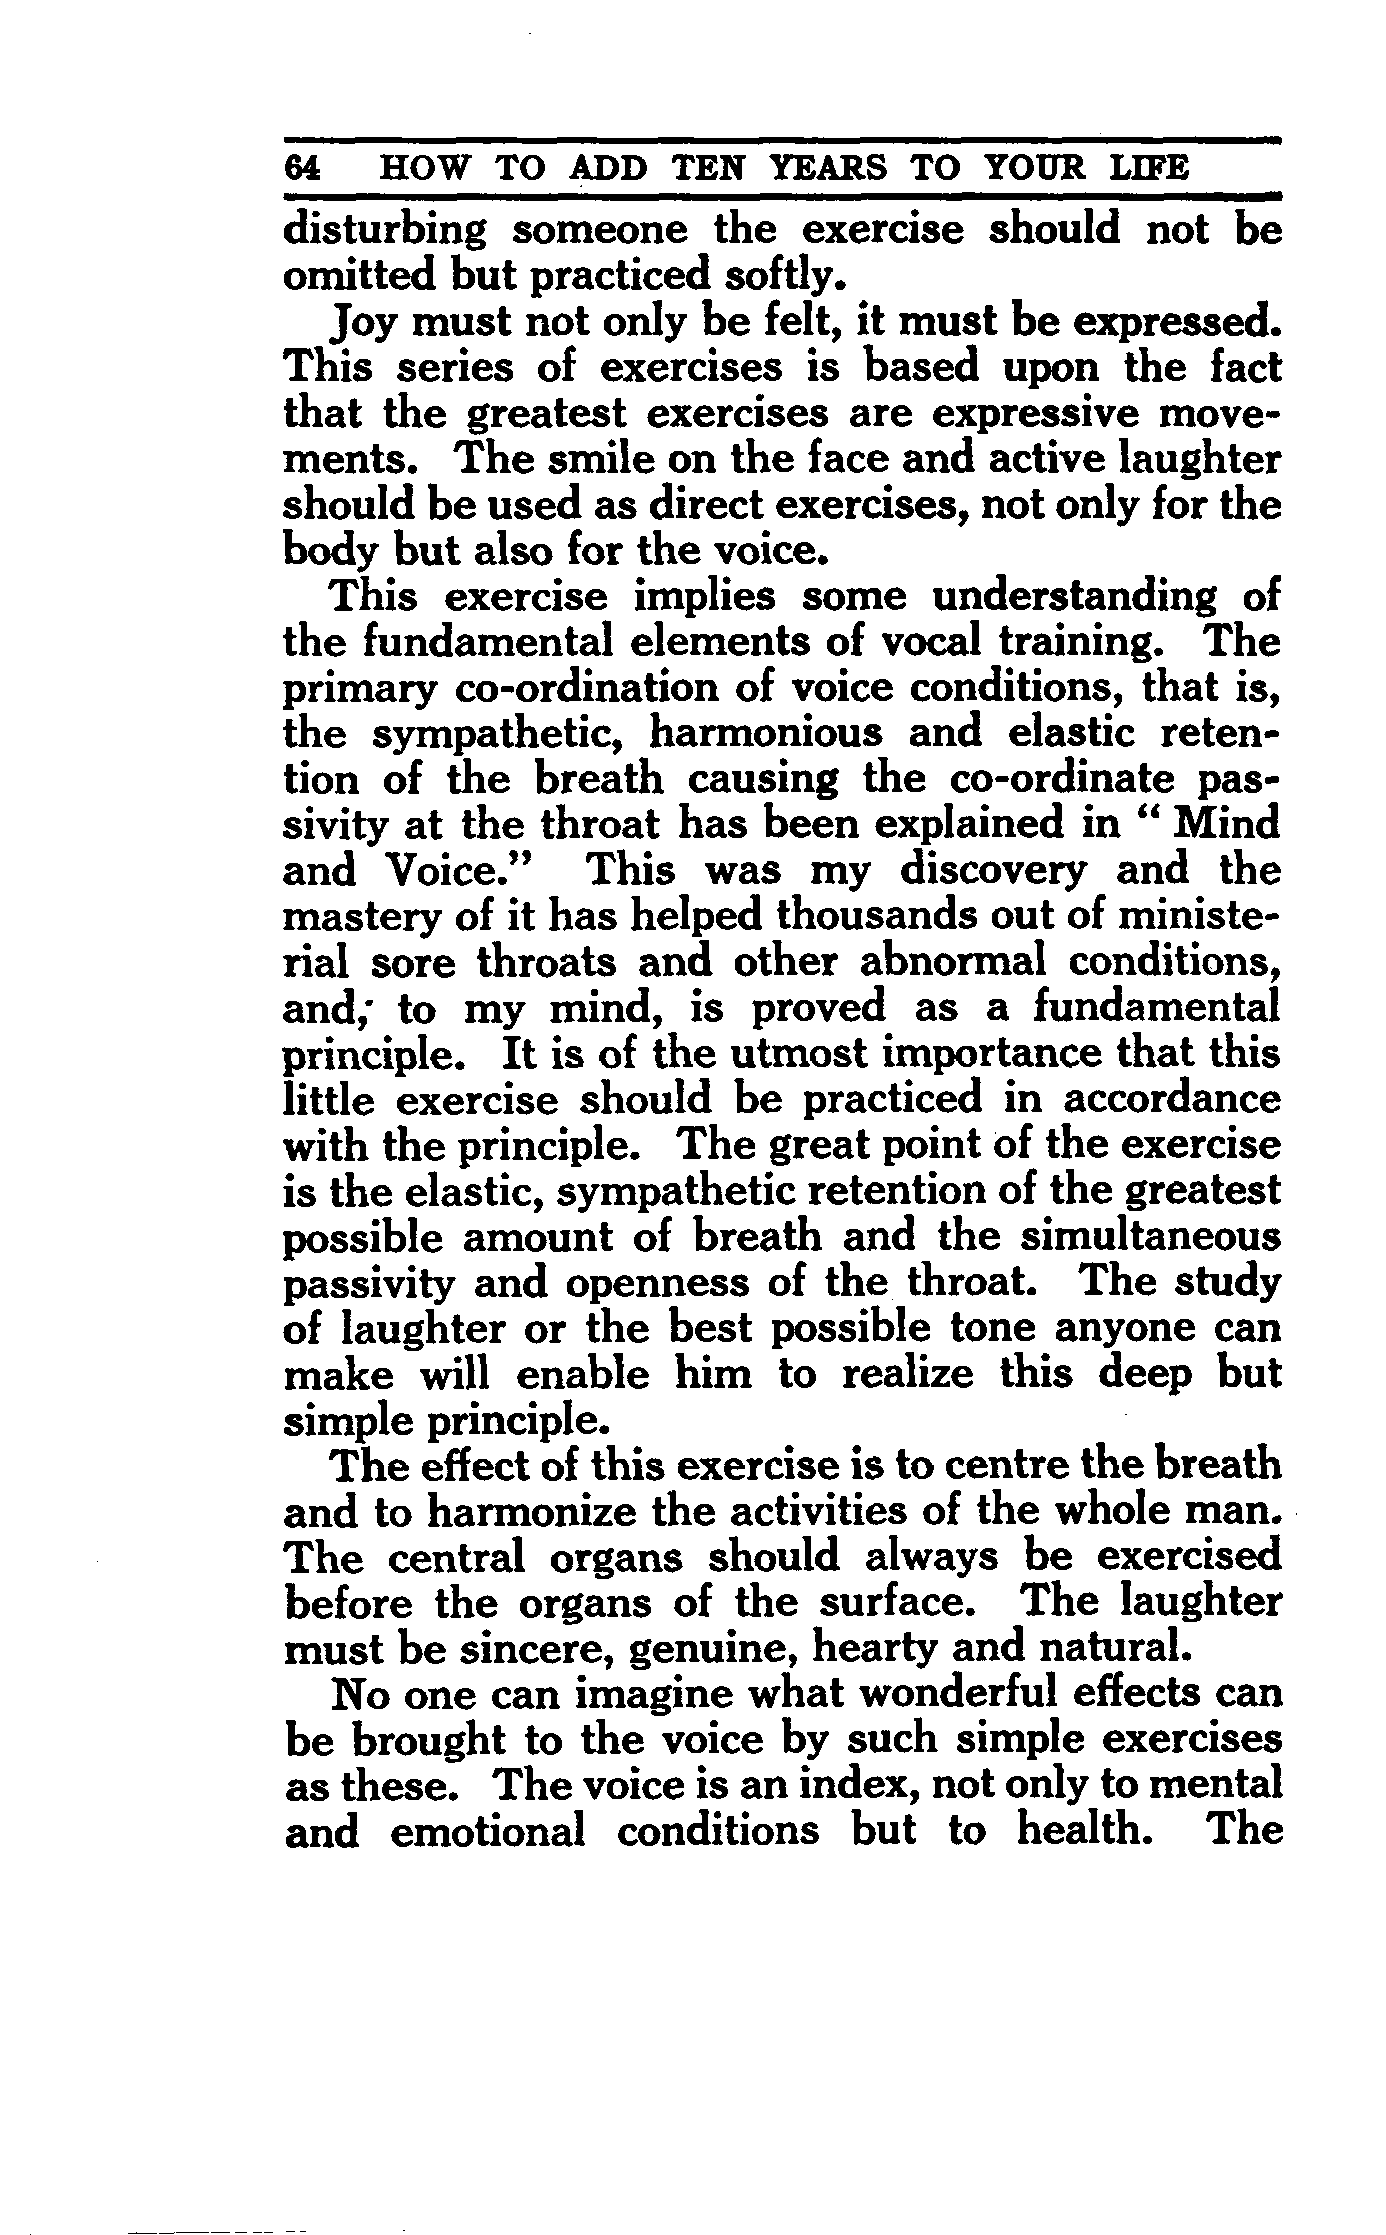 64 HOW TO ADD TEN YEARS TO YOUR LIFE
disturbing someone the exercise should not be
omitted but practiced softly.
Joy must not only be felt, it must be expressed.
This series of exercises is based upon the fact
that the greatest exercises are expressive move-
ments. The smile on the face and active laughter
should be used as direct exercises, not only for the
body but also for the voice.
This exercise implies some understanding of
the fundamental elements of vocal training. The
primary co-ordination of voice conditions, that is,
the sympathetic, harmonious and elastic reten-
tion of the breath causing the co-ordinate pas-
sivity at the throat has been explained in “ Mind
and Voice.” This was my discovery and the
mastery of it has helped thousands out of ministe-
rial sore throats and other abnormal conditions,
and, to my mind, is proved as a fundamental
principle. It is of the utmost importance that this
little exercise should be practiced in accordance
with the principle. The great point of the exercise
is the elastic, sympathetic retention of the greatest
possible amount of breath and the simultaneous
passivity and openness of the throat. The study
of laughter or the best possible tone anyone can
make will enable him to realize this deep but
simple principle.
The effect of this exercise is to centre the breath
and to harmonize the activities of the whole man.
The central organs should always be exercised
before the organs of the surface. The laughter
must be sincere, genuine, hearty and natural.
No one can imagine what wonderful effects can
be brought to the voice by such simple exercises
as these. The voice is an index, not only to mental
and emotional conditions but to health. The